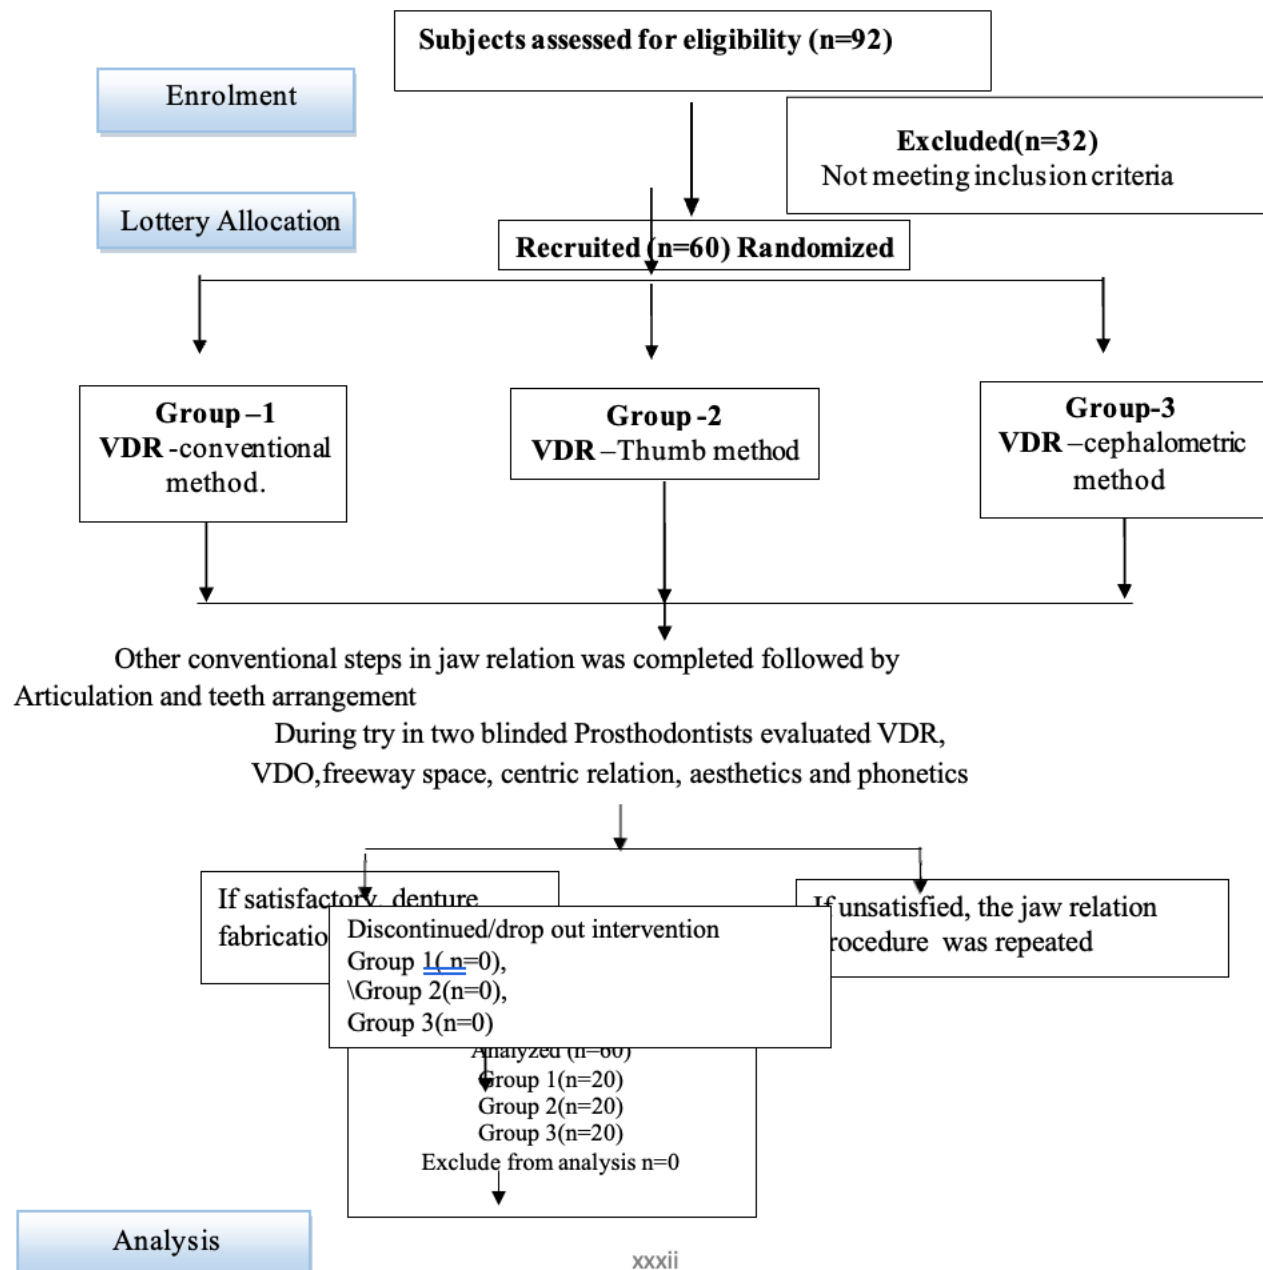 Subjects assessed for eligibility (n=92)
Enrolment
Excluded(n=32)
Not meeting inclusion criteria
Lottery Allocation
Recruited (n=60) Randomized
Group –1
VDR -conventional
method.
Group -2
VDR –Thumb method
Group-3
VDR –cephalometric
method
Other conventional steps in jaw relation was completed followed by
Articulation and teeth arrangement
During try in two blinded Prosthodontists evaluated VDR,
VDO,freeway space, centric relation, aesthetics and phonetics
If satisfactory, denture
fabricatio
If unsatisfied, the jaw relation
rocedure was repeated
Discontinued/drop out intervention
Group 1( n=0),
\Group 2(n=0),
Group 3(n=0)
Analyzed (n=60)
Group 1(n=20)
Group 2(n=20)
Group 3(n=20)
Exclude from analysis n=0
Analysis
xxxii